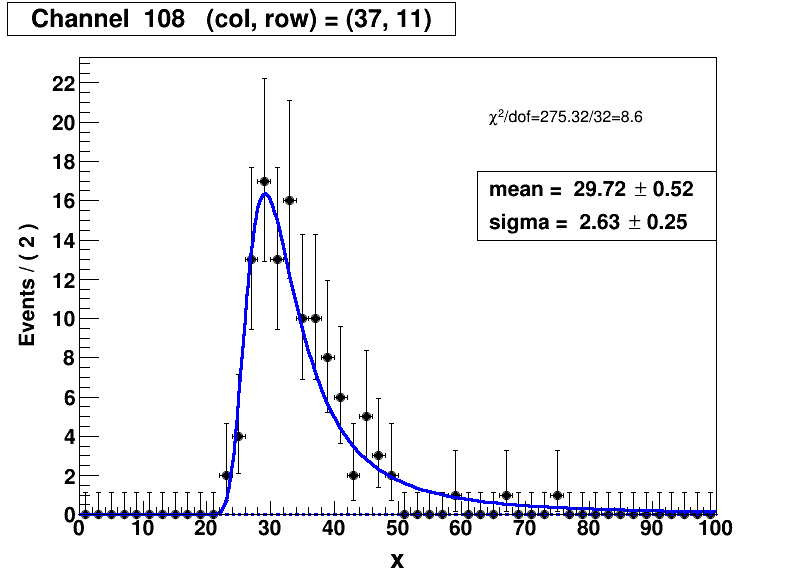 Channel  108   (col, row) = (37, 11)
χ²/dof=275.32/32=8.6
mean =  29.72 ± 0.52
sigma =  2.63 ± 0.25
Events / ( 2 )
22
20
18
16
14
12
10
8
6
4
2
0
0 10 20 30 40 50 60 70 80 90 100
x